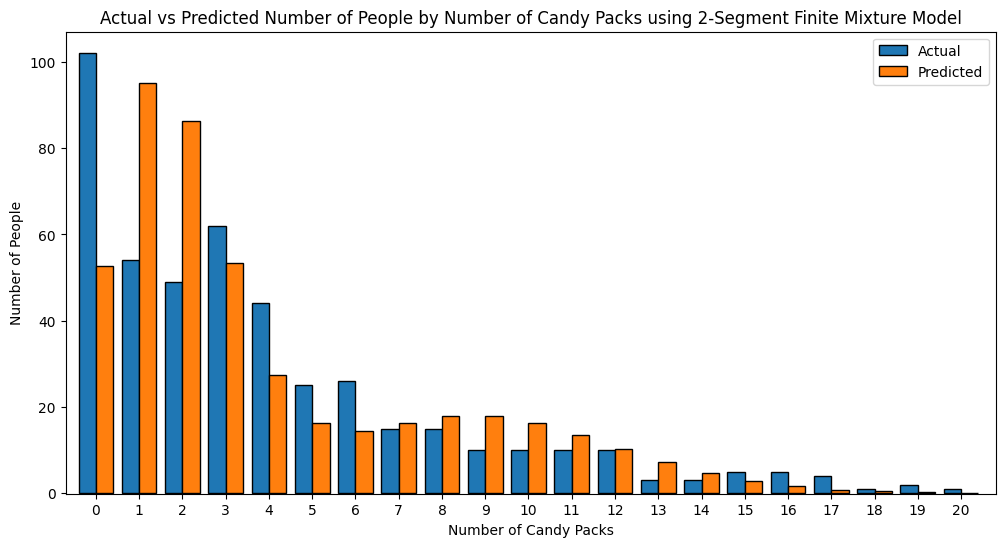 Actual vs Predicted Number of People by Number of Candy Packs using 2-Segment Finite Mixture Model
Actual
Predicted
100
80
60
40
20
0
Number of People
0 1 2 3 4 5 6 7 8 9 10 11 12 13 14 15 16 17 18 19 20
Number of Candy Packs